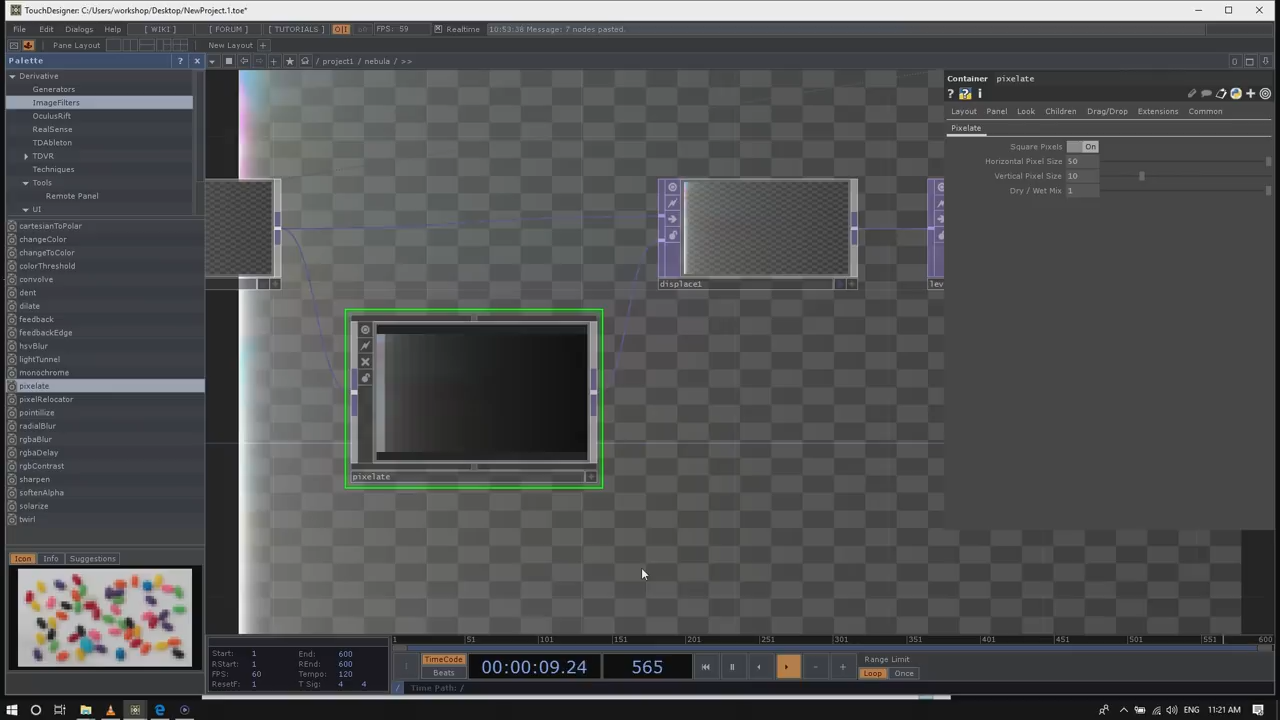 TouchDesigner: C:/Users/workshop/Desktop/NewProject.1.toe*
File Edit Dialogs Help [ WIKI ] [ FORUM ] [ TUTORIALS ] O|I FPS: 59 Realtime 10:53:38 Message: 7 nodes pasted.
Pane Layout New Layout +
Palette ? x / project1 / nebula / >> 0
Derivative
Generators
ImageFilters
OculusRift
RealSense
TDAbleton
TDVR
Techniques
Tools
Remote Panel
UI
cartesianToPolar
changeColor
changeToColor
colorThreshold
convolve
dent
dilate
feedback
feedbackEdge
hsvBlur
lightTunnel
monochrome
pixelate
pixelRelocator
pointilize
radialBlur
rgbaBlur
rgbaDelay
rgbContrast
sharpen
softenAlpha
solarize
twirl
Icon Info Suggestions
displace1
lev
pixelate
Container pixelate
? ? i
Layout Panel Look Children Drag/Drop Extensions Common
Pixelate
Square Pixels On
Horizontal Pixel Size 50
Vertical Pixel Size 10
Dry / Wet Mix 1
1 51 101 151 201 251 301 351 401 451 501 551 600
Start: 1 End: 600
RStart: 1 REnd: 600
FPS: 60 Tempo: 120
ResetF: 1 T Sig: 4 4
TimeCode
Beats
00:00:09.24 565
Range Limit
Loop Once
/ Time Path: /
ENG 11:21 AM